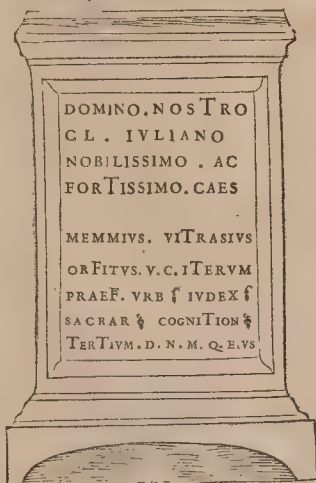 DOMINO.NOSTRO
CL. IVLIANO
NOBILISSIMO. AC
FORTISSIMO.CAES
MEMMIVS. VITRASIVS
ORFITVS.V.C.ITERVM
PRAEF.VRB IVDEX
SACRAR COGNITION
TERTIVM.D.N.M.Q.E.VS